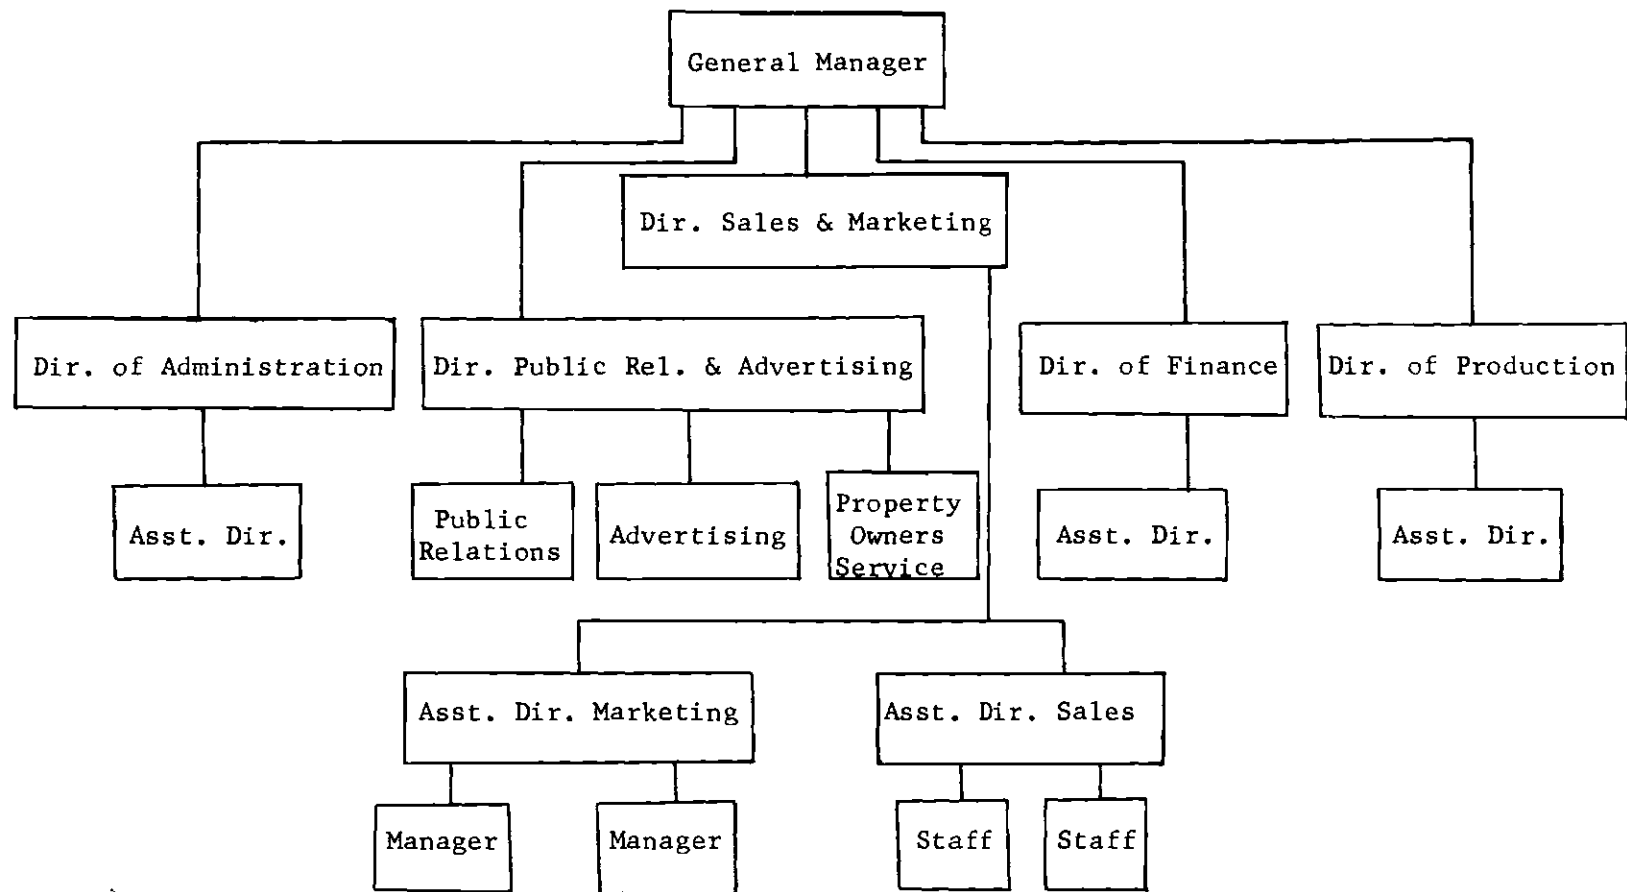 General Manager
Dir. Sales & Marketing
Dir. of Administration
Dir. Public Rel. & Advertising
Dir. of Finance
Dir. of Production
Asst. Dir.
Public
Relations
Advertising
Property
Owners
Service
Asst. Dir.
Asst. Dir.
Asst. Dir. Marketing
Asst. Dir. Sales
Manager
Manager
Staff
Staff